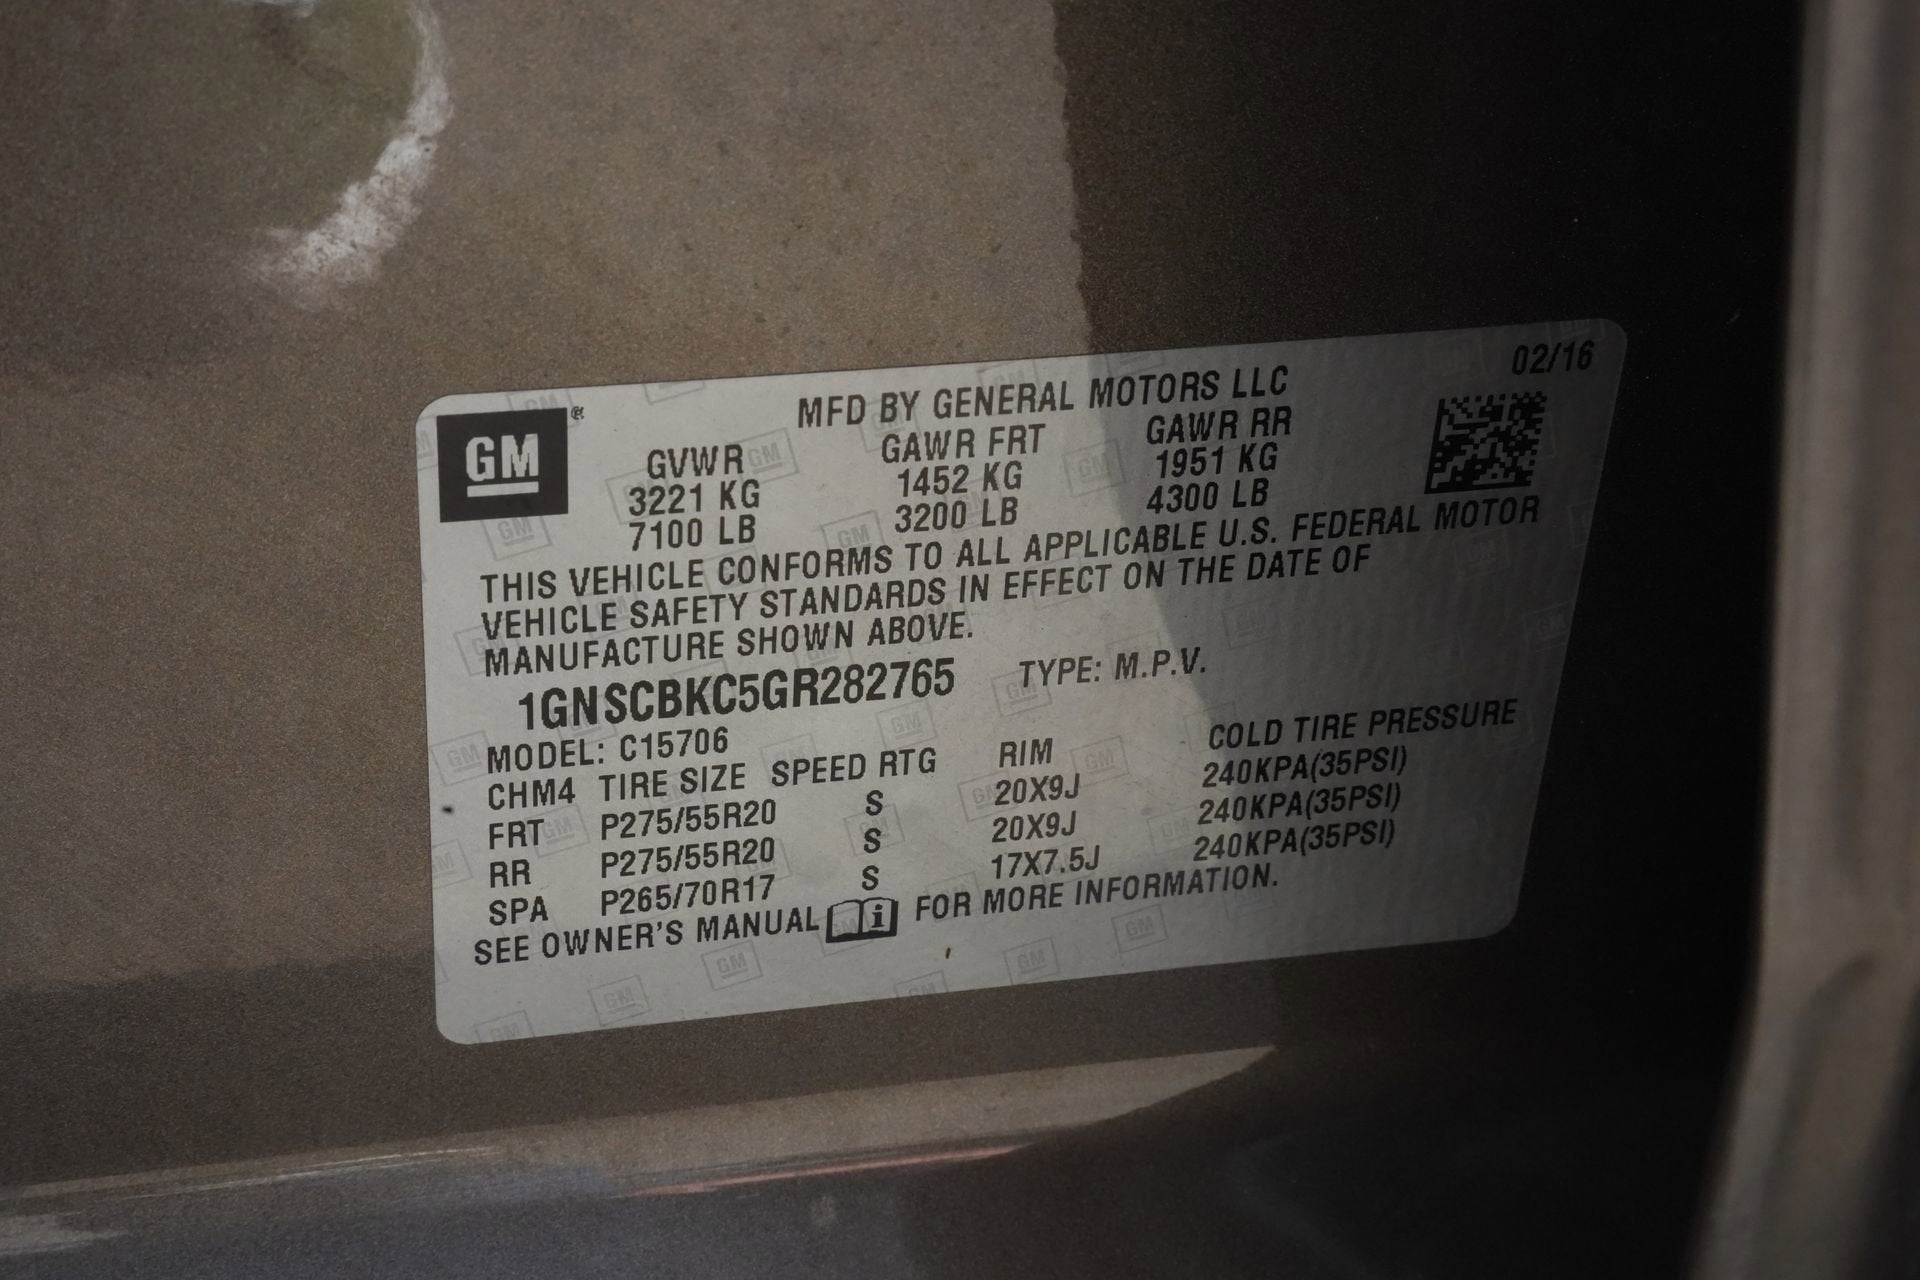 02/16
MFD BY GENERAL MOTORS LLC
GM®
GVWR GAWR FRT GAWR RR
3221 KG 1452 KG 1951 KG
7100 LB 3200 LB 4300 LB
THIS VEHICLE CONFORMS TO ALL APPLICABLE U.S. FEDERAL MOTOR
VEHICLE SAFETY STANDARDS IN EFFECT ON THE DATE OF
MANUFACTURE SHOWN ABOVE.
1GNSCBKC5GR282765 TYPE: M.P.V.
MODEL: C15706
CHM4 TIRE SIZE SPEED RTG RIM COLD TIRE PRESSURE
FRT P275/55R20 S 20X9J 240KPA(35PSI)
RR P275/55R20 S 20X9J 240KPA(35PSI)
SPA P265/70R17 S 17X7.5J 240KPA(35PSI)
SEE OWNER'S MANUAL i FOR MORE INFORMATION.